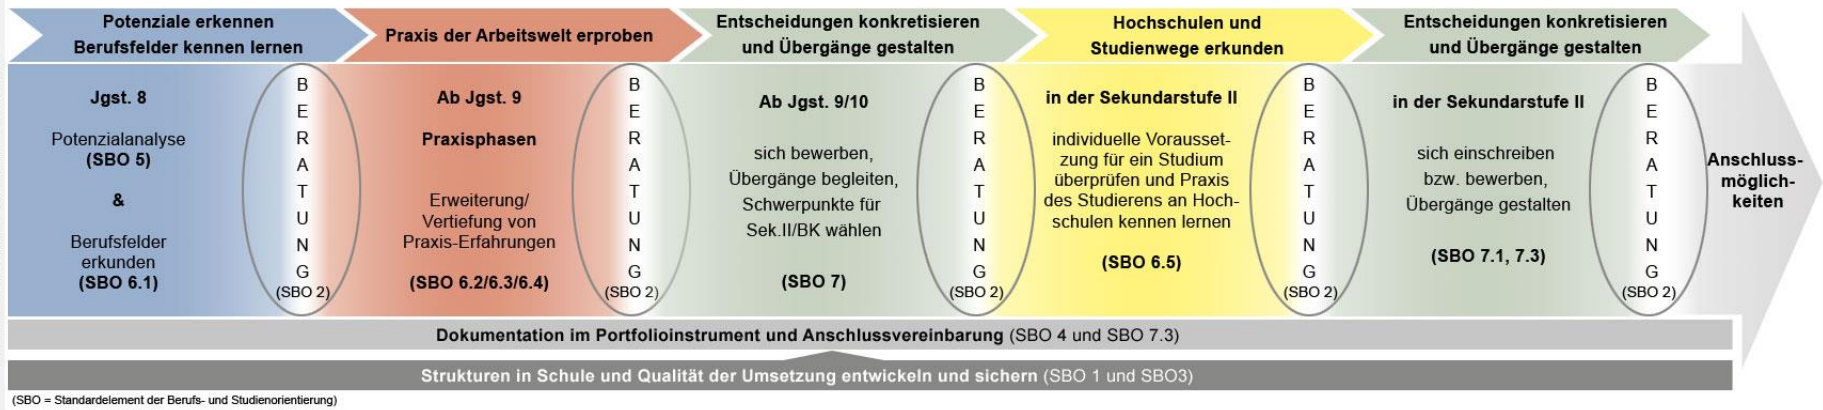 Potenziale erkennen
Berufsfelder kennen lernen
Praxis der Arbeitswelt erproben
Entscheidungen konkretisieren
und Übergänge gestalten
Hochschulen und
Studienwege erkunden
Entscheidungen konkretisieren
und Übergänge gestalten
Jgst. 8
Potenzialanalyse
(SBO 5)
&
Berufsfelder
erkunden
(SBO 6.1)
B
E
R
A
T
U
N
G
(SBO 2)
Ab Jgst. 9
Praxisphasen
Erweiterung/
Vertiefung von
Praxis-Erfahrungen
(SBO 6.2/6.3/6.4)
B
E
R
A
T
U
N
G
(SBO 2)
Ab Jgst. 9/10
sich bewerben,
Übergänge begleiten,
Schwerpunkte für
Sek.II/BK wählen
(SBO 7)
B
E
R
A
T
U
N
G
(SBO 2)
in der Sekundarstufe II
individuelle Vorausset-
zung für ein Studium
überprüfen und Praxis
des Studierens an Hoch-
schulen kennen lernen
(SBO 6.5)
B
E
R
A
T
U
N
G
(SBO 2)
in der Sekundarstufe II
sich einschreiben
bzw. bewerben,
Übergänge gestalten
(SBO 7.1, 7.3)
B
E
R
A
T
U
N
G
(SBO 2)
Anschluss-
möglich-
keiten
Dokumentation im Portfolioinstrument und Anschlussvereinbarung (SBO 4 und SBO 7.3)
Strukturen in Schule und Qualität der Umsetzung entwickeln und sichern (SBO 1 und SBO3)
(SBO = Standardelement der Berufs- und Studienorientierung)